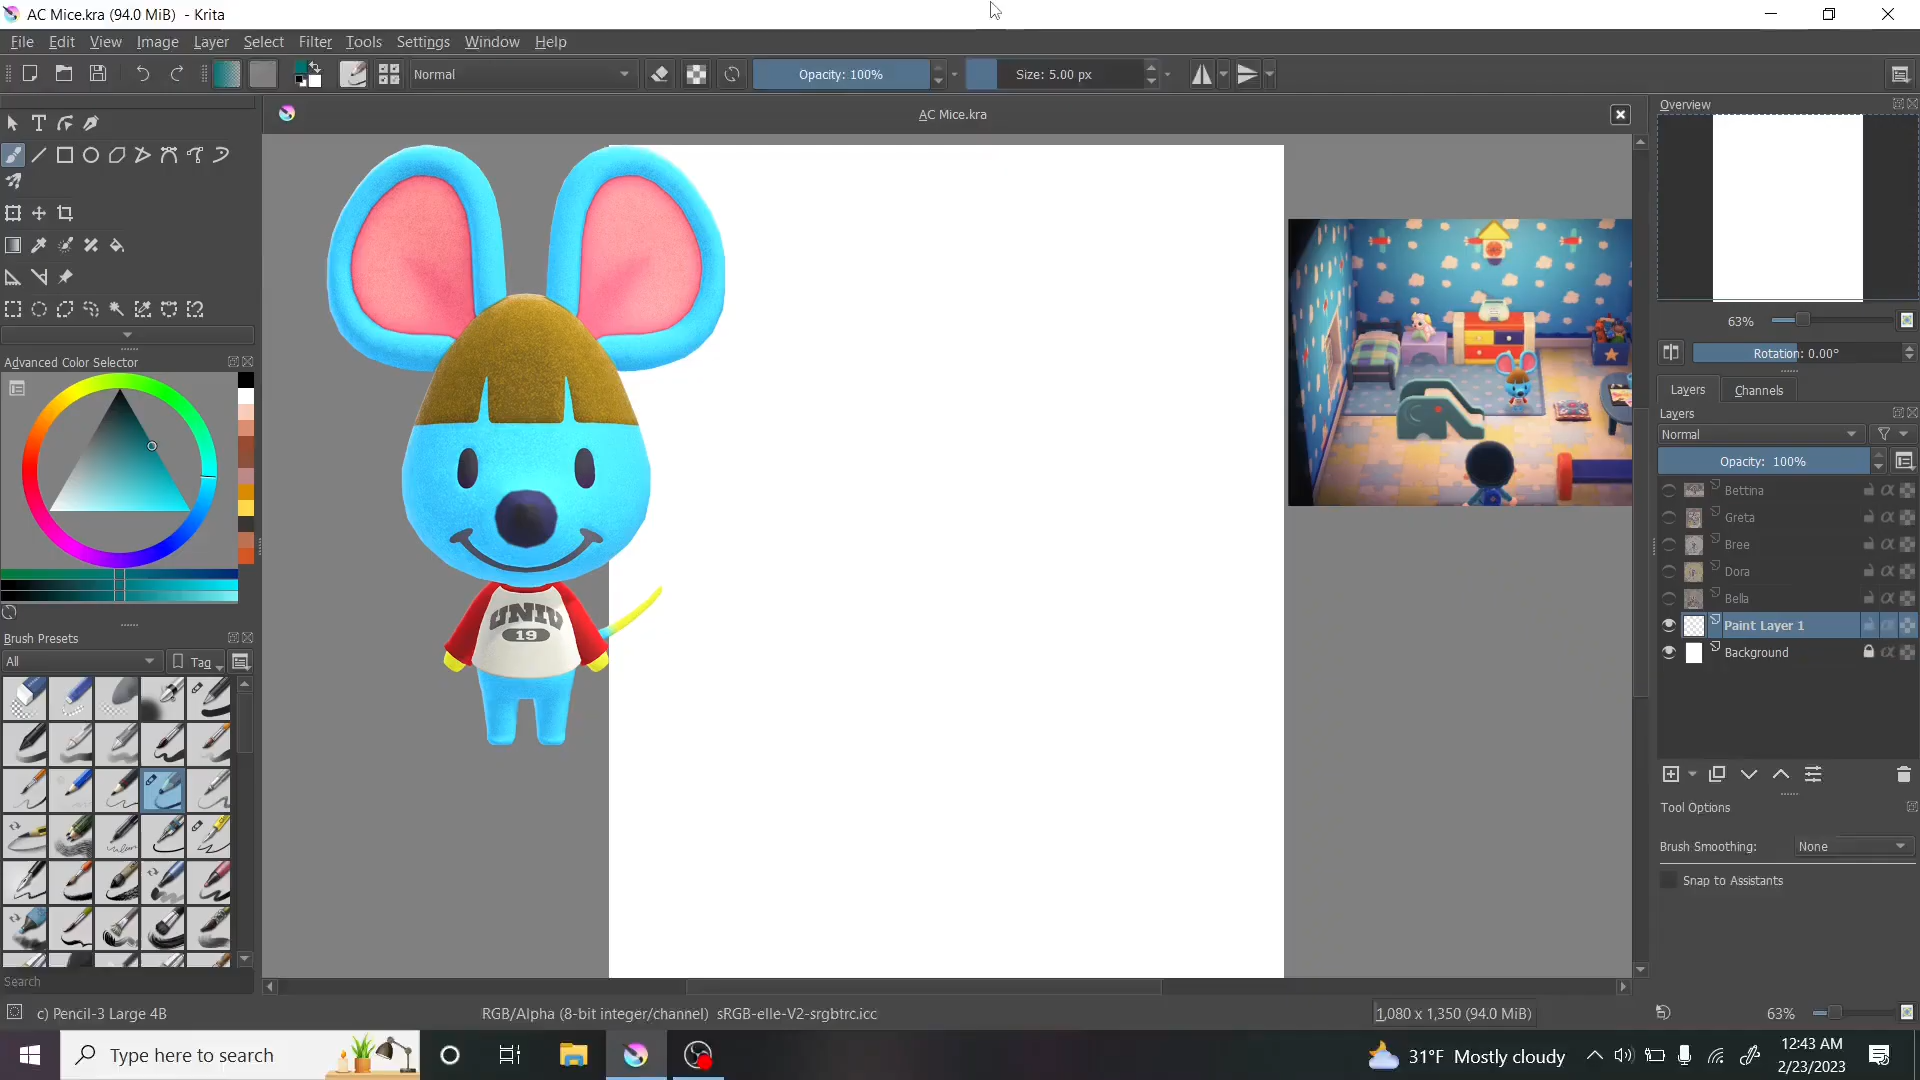 AC Mice.kra (94.0 MiB) - Krita
File Edit View Image Layer Select Filter Tools Settings Window Help
Normal Opacity: 100% Size: 5.00 px
AC Mice.kra
Overview
63%
Rotation: 0.00°
Layers Channels
Layers
Normal
Opacity: 100%
Bettina
Greta
Bree
Dora
Bella
Paint Layer 1
Background
Tool Options
Brush Smoothing: None
Snap to Assistants
Advanced Color Selector
Brush Presets
All Tag
Search
UNIV
19
c) Pencil-3 Large 4B
RGB/Alpha (8-bit integer/channel) sRGB-elle-V2-srgbtrc.icc
1,080 x 1,350 (94.0 MiB)
63%
Type here to search
31°F Mostly cloudy
12:43 AM
2/23/2023